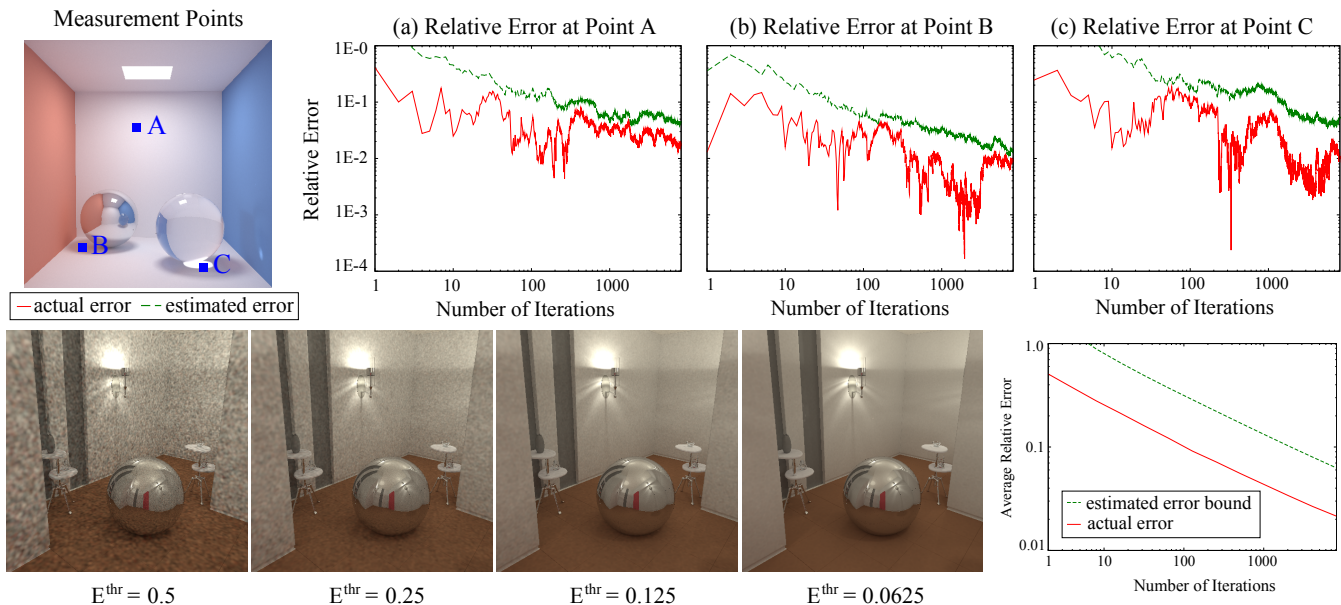 Measurement Points
A
B
C
actual error
estimated error
(a) Relative Error at Point A
Relative Error
1E-0
1E-1
1E-2
1E-3
1E-4
1 10 100 1000
Number of Iterations
(b) Relative Error at Point B
1 10 100 1000
Number of Iterations
(c) Relative Error at Point C
1 10 100 1000
Number of Iterations
E^thr = 0.5
E^thr = 0.25
E^thr = 0.125
E^thr = 0.0625
Average Relative Error
1.0
0.1
0.01
estimated error bound
actual error
1 10 100 1000
Number of Iterations